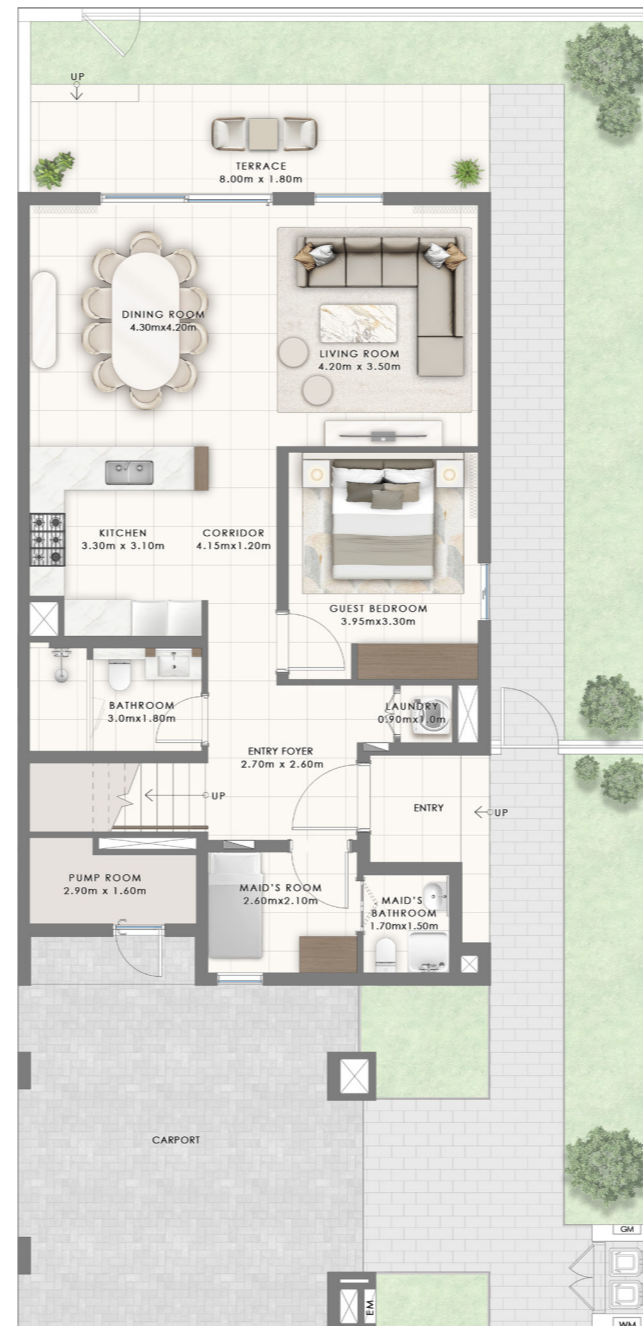 UP
TERRACE
8.00m x 1.80m
DINING ROOM
4.30mx4.20m
LIVING ROOM
4.20m x 3.50m
KITCHEN
3.30m x 3.10m
CORRIDOR
4.15mx1.20m
GUEST BEDROOM
3.95mx3.30m
BATHROOM
3.0mx1.80m
LAUNDRY
0.90mx1.0m
ENTRY FOYER
2.70m x 2.60m
UP
ENTRY
UP
PUMP ROOM
2.90m x 1.60m
MAID'S ROOM
2.60mx2.10m
MAID'S
BATHROOM
1.70mx1.50m
CARPORT
GM
EM
WM